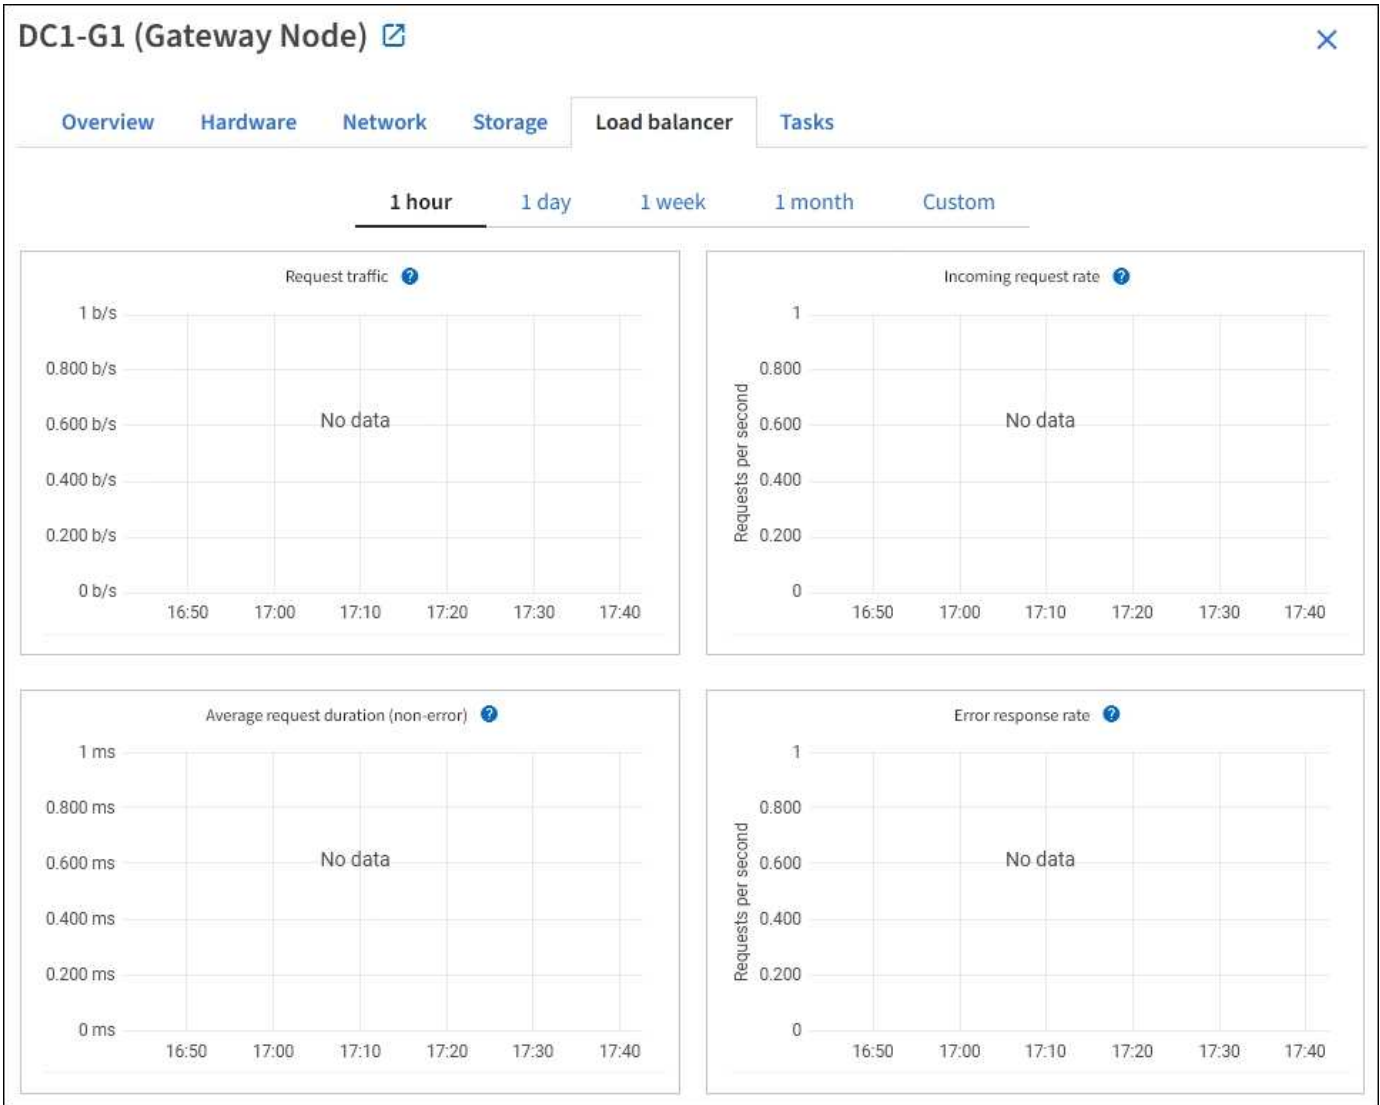 DC1-G1 (Gateway Node)
Overview Hardware Network Storage Load balancer Tasks
1 hour 1 day 1 week 1 month Custom
Request traffic
1 b/s
0.800 b/s
0.600 b/s
0.400 b/s
0.200 b/s
0 b/s
No data
16:50 17:00 17:10 17:20 17:30 17:40
Incoming request rate
Requests per second
1
0.800
0.600
0.400
0.200
0
No data
16:50 17:00 17:10 17:20 17:30 17:40
Average request duration (non-error)
1 ms
0.800 ms
0.600 ms
0.400 ms
0.200 ms
0 ms
No data
16:50 17:00 17:10 17:20 17:30 17:40
Error response rate
Requests per second
1
0.800
0.600
0.400
0.200
0
No data
16:50 17:00 17:10 17:20 17:30 17:40